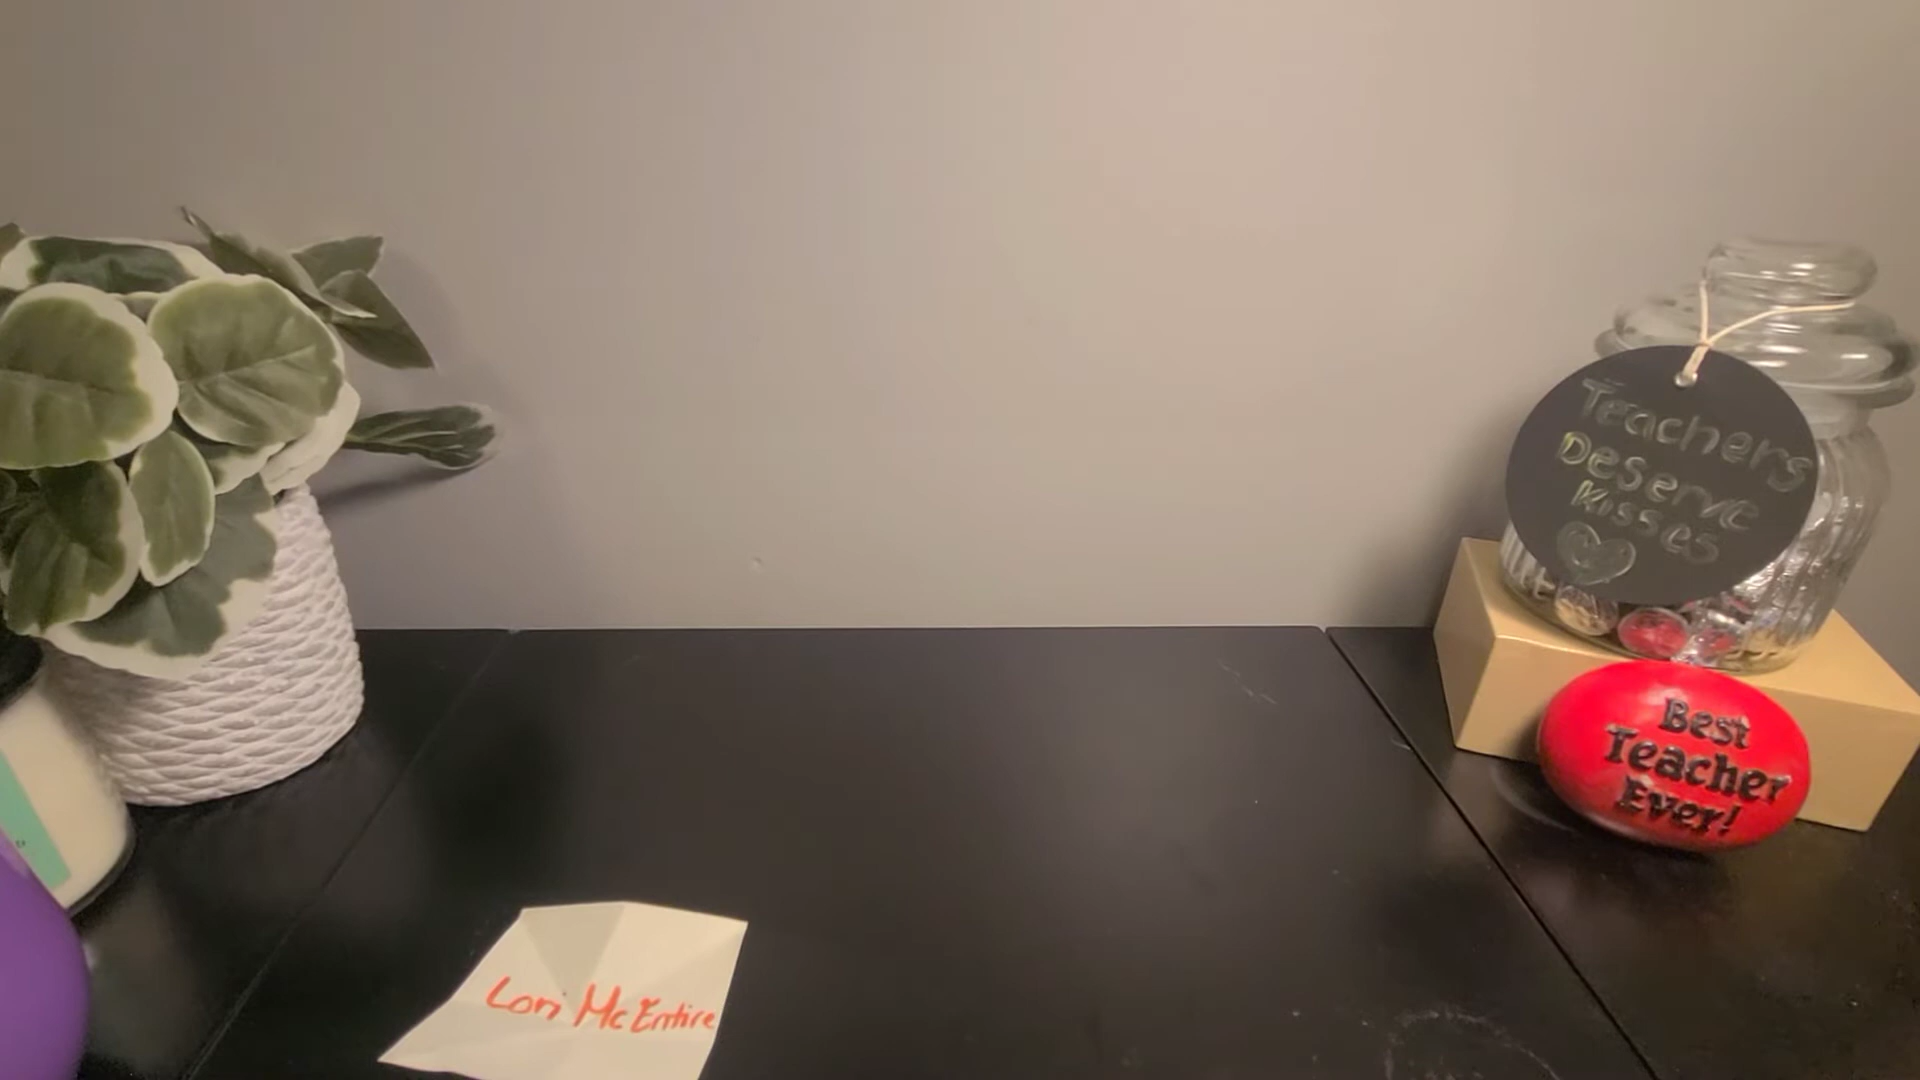 Teachers
Deserve
Kisses
Best
Teacher
Ever!
Lori McEntire